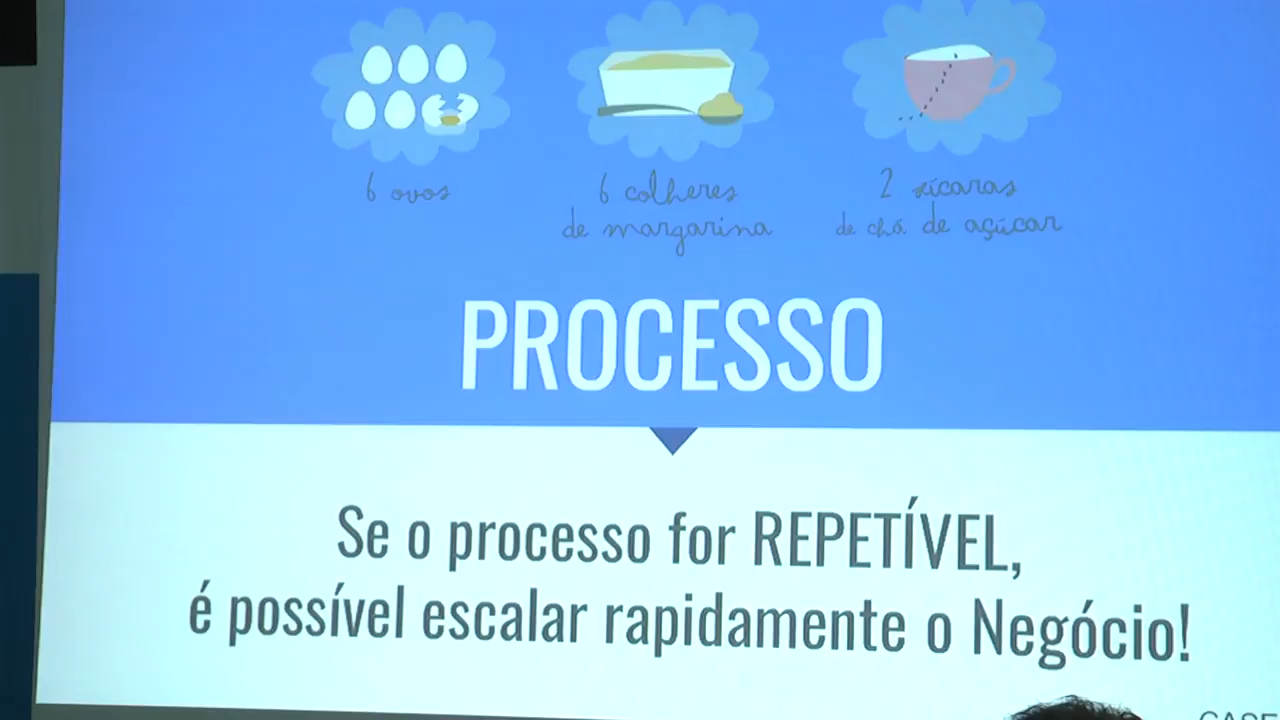 6 ovos
6 colheres
de margarina
2 xícaras
de chá de açúcar
PROCESSO
Se o processo for REPETÍVEL,
é possível escalar rapidamente o Negócio!